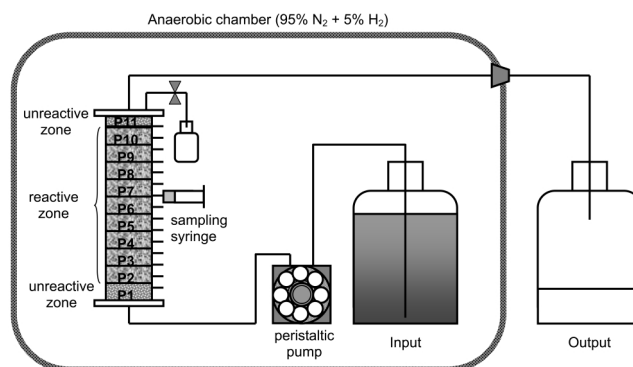 Anaerobic chamber (95% N₂ + 5% H₂)
unreactive
zone
P11
P10
P9
P8
reactive
zone
P7
P6
P5
P4
P3
P2
unreactive
zone
P1
sampling
syringe
peristaltic
pump
Input
Output